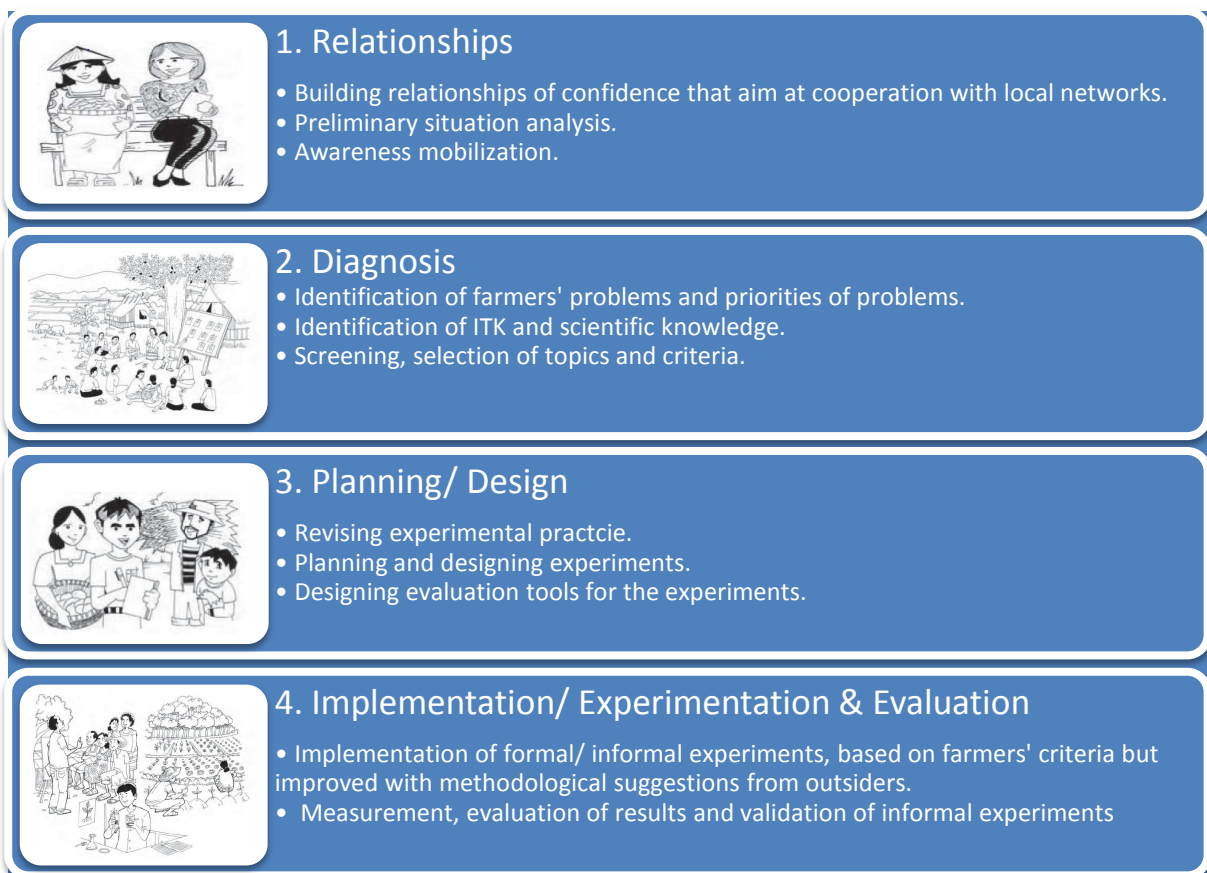 1. Relationships
• Building relationships of confidence that aim at cooperation with local networks.
• Preliminary situation analysis.
• Awareness mobilization.
2. Diagnosis
• Identification of farmers' problems and priorities of problems.
• Identification of ITK and scientific knowledge.
• Screening, selection of topics and criteria.
3. Planning/ Design
• Revising experimental practcie.
• Planning and designing experiments.
• Designing evaluation tools for the experiments.
4. Implementation/ Experimentation & Evaluation
• Implementation of formal/ informal experiments, based on farmers' criteria but
improved with methodological suggestions from outsiders.
• Measurement, evaluation of results and validation of informal experiments